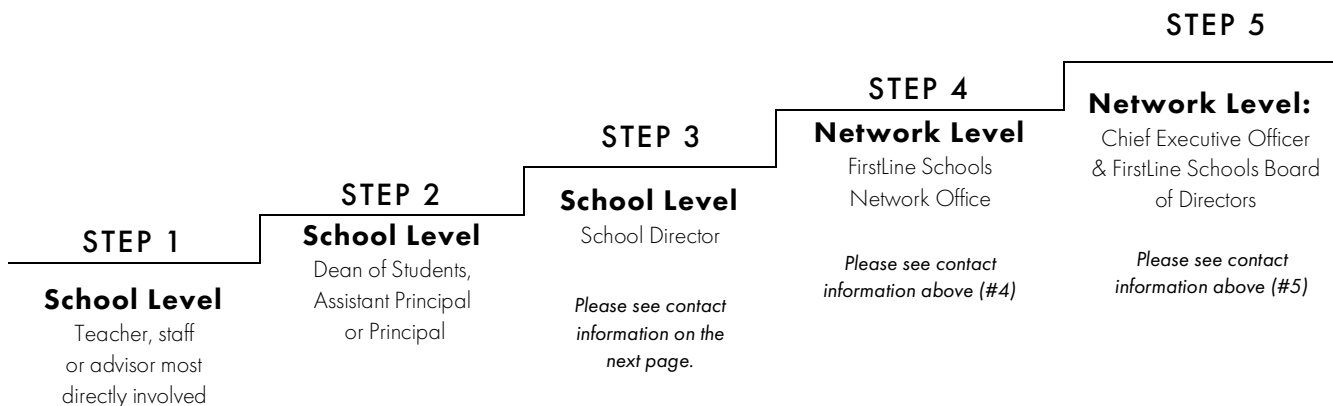 STEP 1
School Level
Teacher, staff
or advisor most
directly involved
STEP 2
School Level
Dean of Students,
Assistant Principal
or Principal
STEP 3
School Level
School Director
Please see contact
information on the
next page.
STEP 4
Network Level
FirstLine Schools
Network Office
Please see contact
information above (#4)
STEP 5
Network Level:
Chief Executive Officer
& FirstLine Schools Board
of Directors
Please see contact
information above (#5)